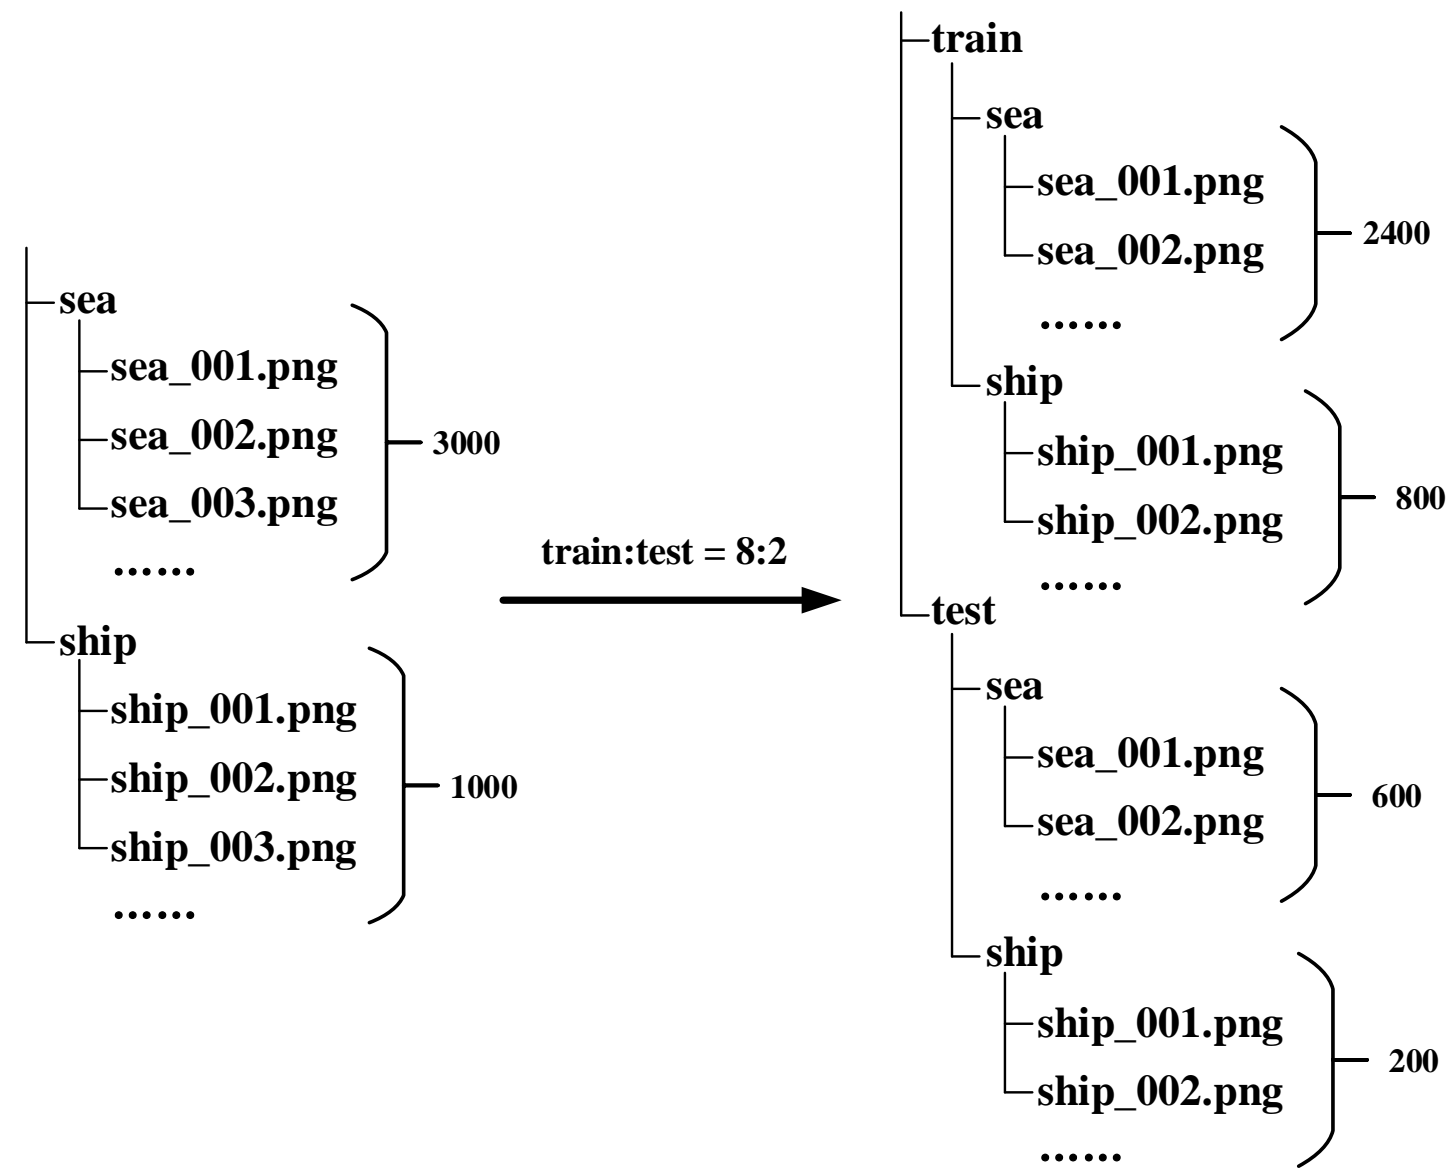 sea
sea_001.png
sea_002.png
3000
sea_003.png
......
ship
ship_001.png
ship_002.png
1000
ship_003.png
......
train:test = 8:2
train
sea
sea_001.png
2400
sea_002.png
......
ship
ship_001.png
800
ship_002.png
......
test
sea
sea_001.png
600
sea_002.png
......
ship
ship_001.png
200
ship_002.png
......